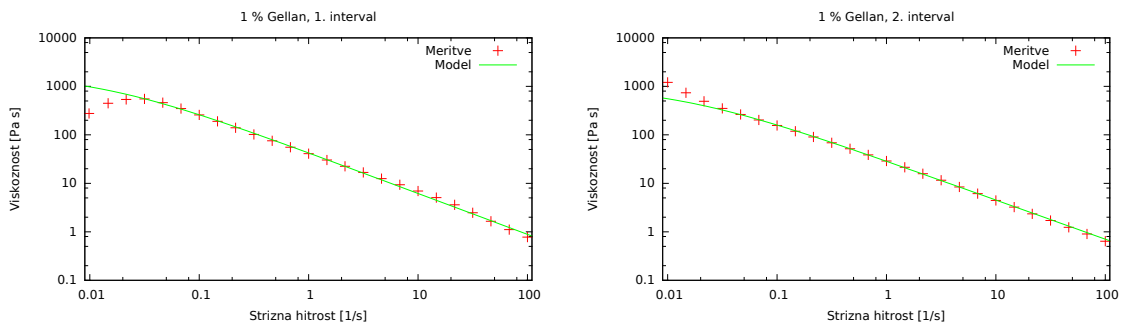 1 % Gellan, 1. interval
10000
1000
100
10
1
0.1
Viskoznost [Pa s]
Meritve
Model
0.01 0.1 1 10 100
Strizna hitrost [1/s]
1 % Gellan, 2. interval
10000
1000
100
10
1
0.1
Viskoznost [Pa s]
Meritve
Model
0.01 0.1 1 10 100
Strizna hitrost [1/s]